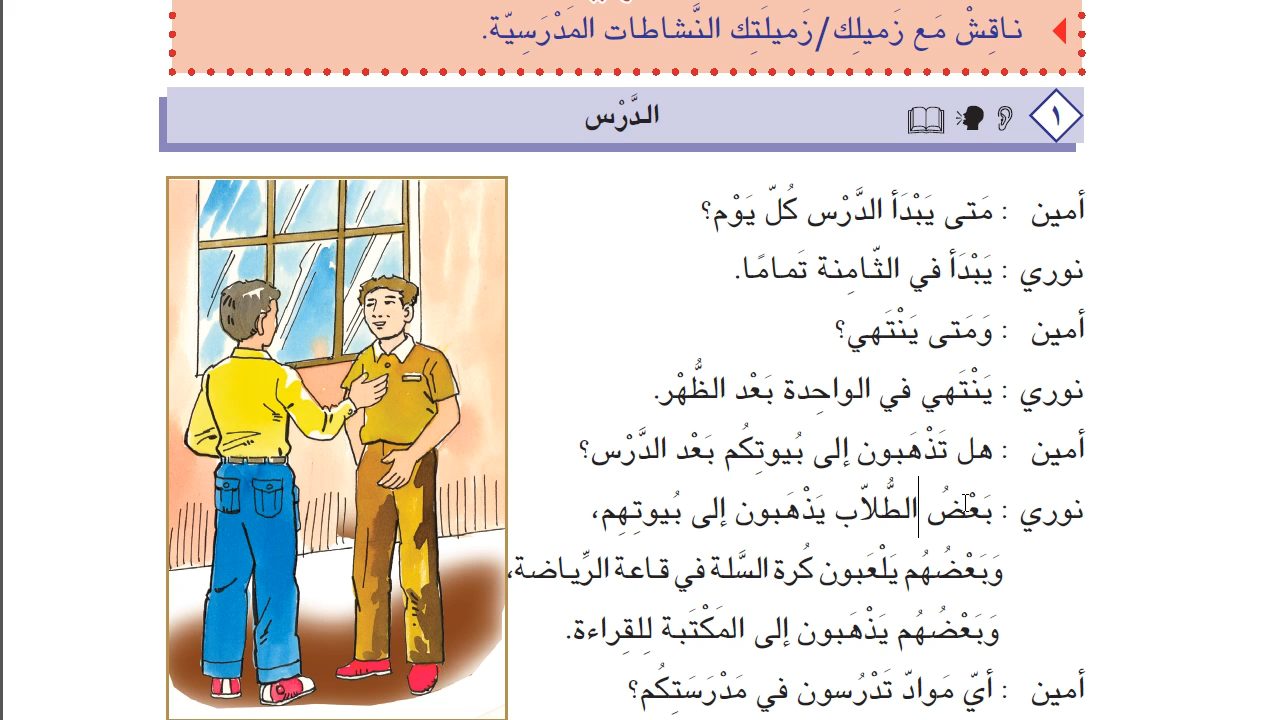 ناقِشْ مَع زَميلِك/زَميلَتِك النَّشاطات المَدْرَسِيّة.
١
الدَّرْس
أمين : مَتى يَبْدَأ الدَّرْس كُلّ يَوْم؟
نوري : يَبْدَأ في الثّامِنة تَمامًا.
أمين : وَمَتى يَنْتَهي؟
نوري : يَنْتَهي في الواحِدة بَعْد الظُّهْر.
أمين : هل تَذْهَبون إلى بُيوتِكُم بَعْد الدَّرْس؟
نوري : بَعْضُ الطُّلاّب يَذْهَبون إلى بُيوتِهِم،
وَبَعْضُهُم يَلْعَبون كُرة السَّلة في قاعة الرِّياضة،
وَبَعْضُهُم يَذْهَبون إلى المَكْتَبة لِلقِراءة.
أمين : أيّ مَوادّ تَدْرُسون في مَدْرَسَتِكُم؟